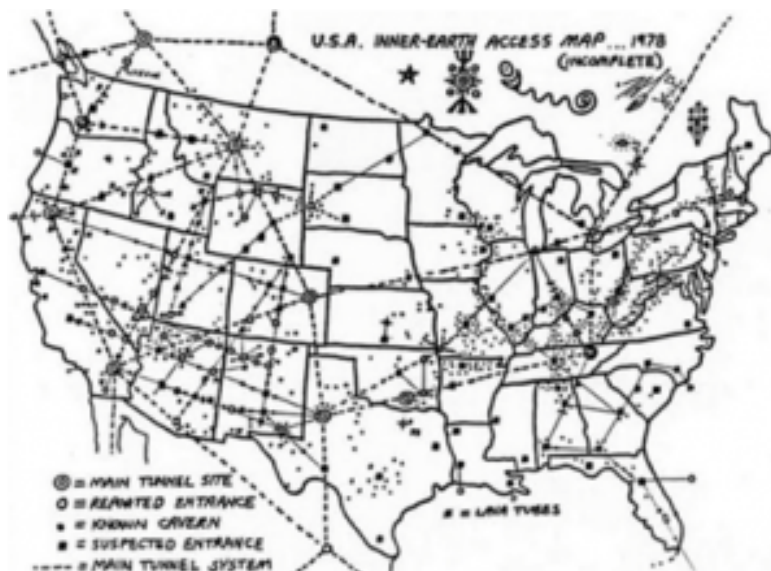 U.S.A. INNER-EARTH ACCESS MAP... 1978
(INCOMPLETE)
= MAIN TUNNEL SITE
= REPORTED ENTRANCE
= KNOWN CAVERN
= SUSPECTED ENTRANCE
= LAVA TUBES
= MAIN TUNNEL SYSTEM